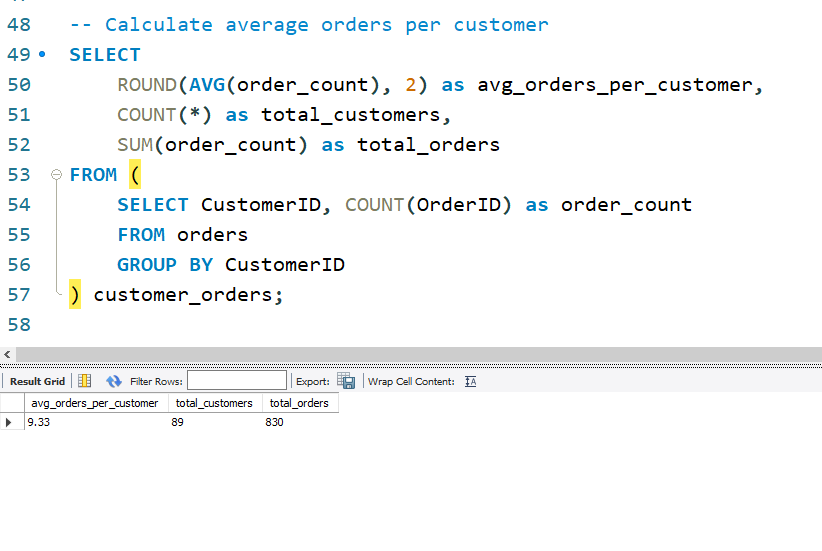 48 -- Calculate average orders per customer
49 SELECT
50 ROUND(AVG(order_count), 2) as avg_orders_per_customer,
51 COUNT(*) as total_customers,
52 SUM(order_count) as total_orders
53 FROM (
54 SELECT CustomerID, COUNT(OrderID) as order_count
55 FROM orders
56 GROUP BY CustomerID
57 ) customer_orders;
58
Result Grid Filter Rows: Export: Wrap Cell Content: IA
avg_orders_per_customer total_customers total_orders
9.33 89 830